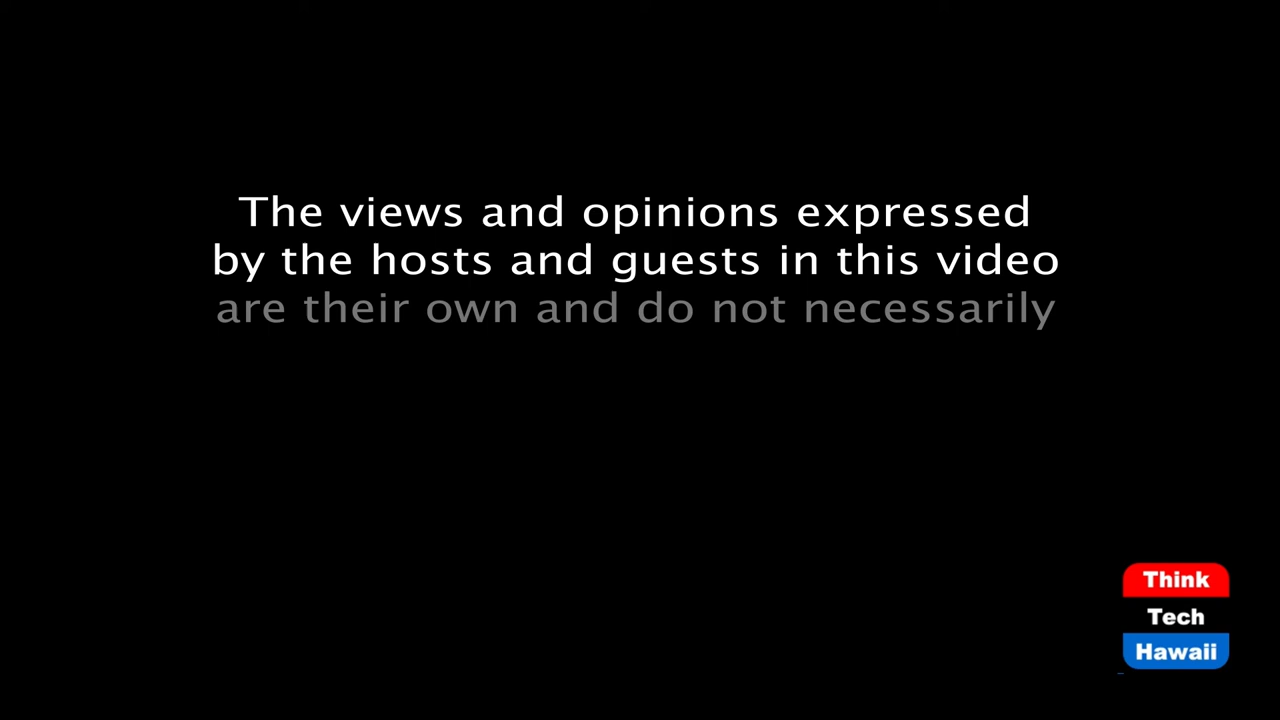 The views and opinions expressed
by the hosts and guests in this video
are their own and do not necessarily
Think
Tech
Hawaii